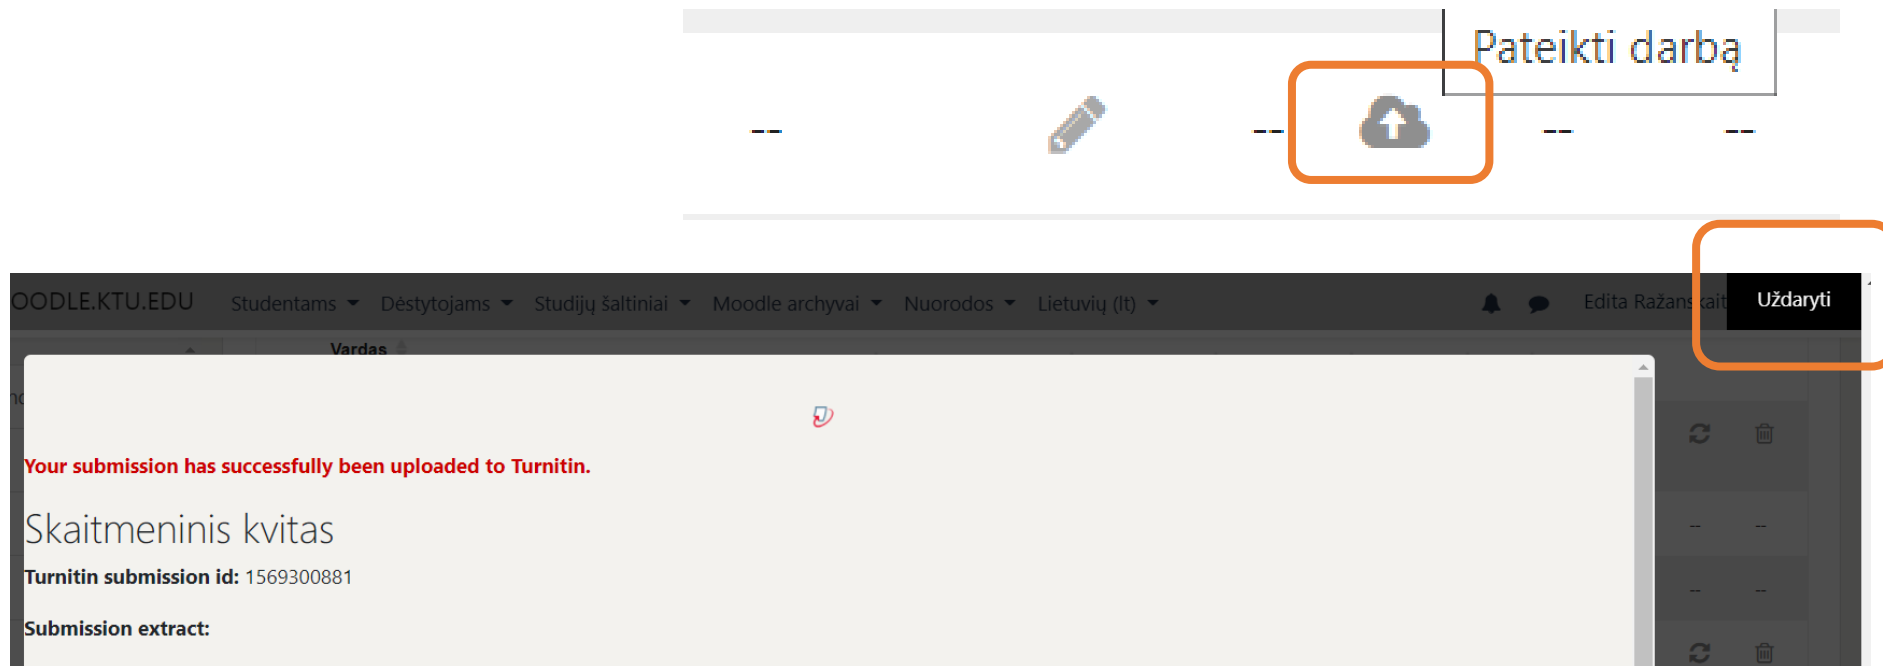 Pateikti darbą
-- -- -- --
OODLE.KTU.EDU Studentams Dėstytojams Studijų šaltiniai Moodle archyvai Nuorodos Lietuvių (lt) Edita Ražanskait Uždaryti
Vardas
Your submission has successfully been uploaded to Turnitin.
Skaitmeninis kvitas
-- --
Turnitin submission id: 1569300881
-- --
Submission extract: